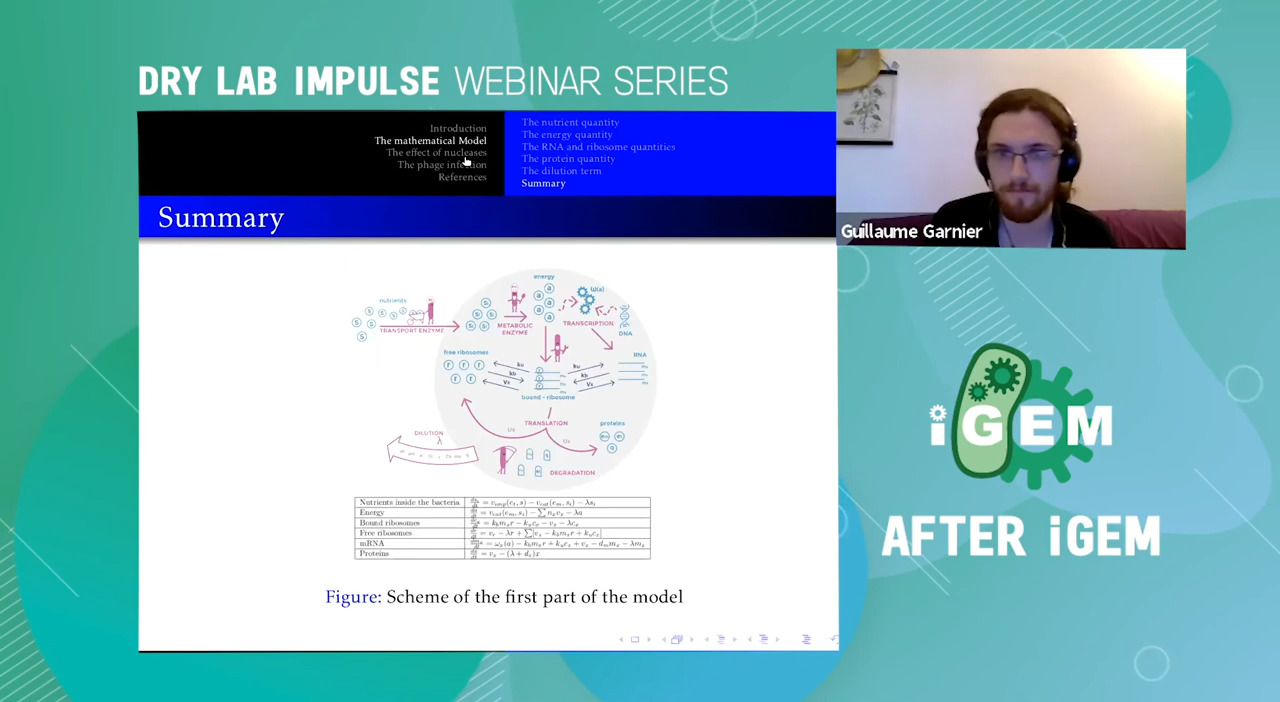 DRY LAB IMPULSE WEBINAR SERIES
Introduction
The mathematical Model
The effect of nucleases
The phage infection
References
The nutrient quantity
The energy quantity
The RNA and ribosome quantities
The protein quantity
The dilution term
Summary
Summary
Guillaume Garnier
energy
nutrients
TRANSPORT ENZYME
METABOLIC
ENZYME
TRANSCRIPTION
DNA
free ribosomes
RNA
bound - ribosome
TRANSLATION
proteins
DILUTION
λ
DEGRADATION
Nutrients inside the bacteria
Energy
Bound ribosomes
Free ribosomes
mRNA
Proteins
Figure: Scheme of the first part of the model
iGEM
AFTER iGEM